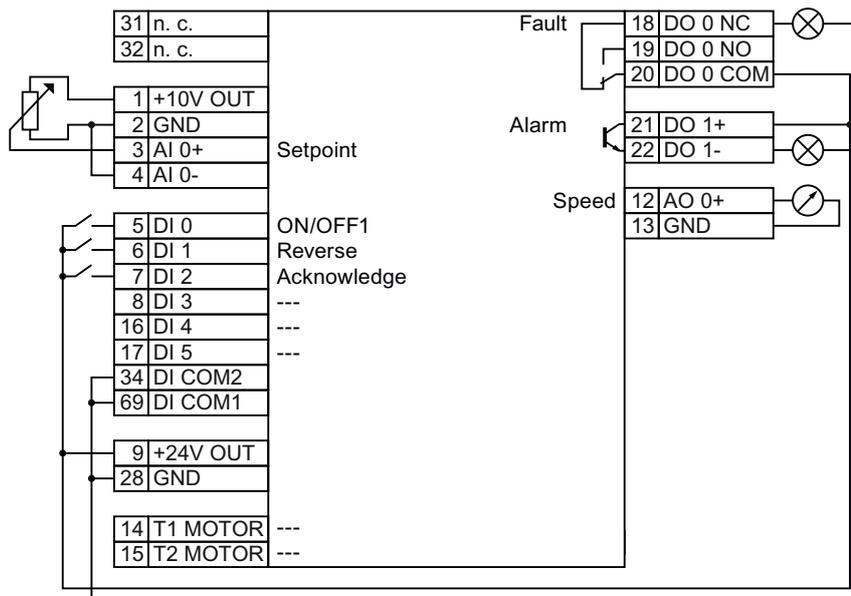 31 n. c.
32 n. c.
1 +10V OUT
2 GND
3 AI 0+ Setpoint
4 AI 0-
5 DI 0 ON/OFF1
6 DI 1 Reverse
7 DI 2 Acknowledge
8 DI 3 ---
16 DI 4 ---
17 DI 5 ---
34 DI COM2
69 DI COM1
9 +24V OUT
28 GND
14 T1 MOTOR ---
15 T2 MOTOR ---
Fault 18 DO 0 NC
19 DO 0 NO
20 DO 0 COM
Alarm 21 DO 1+
22 DO 1-
Speed 12 AO 0+
13 GND